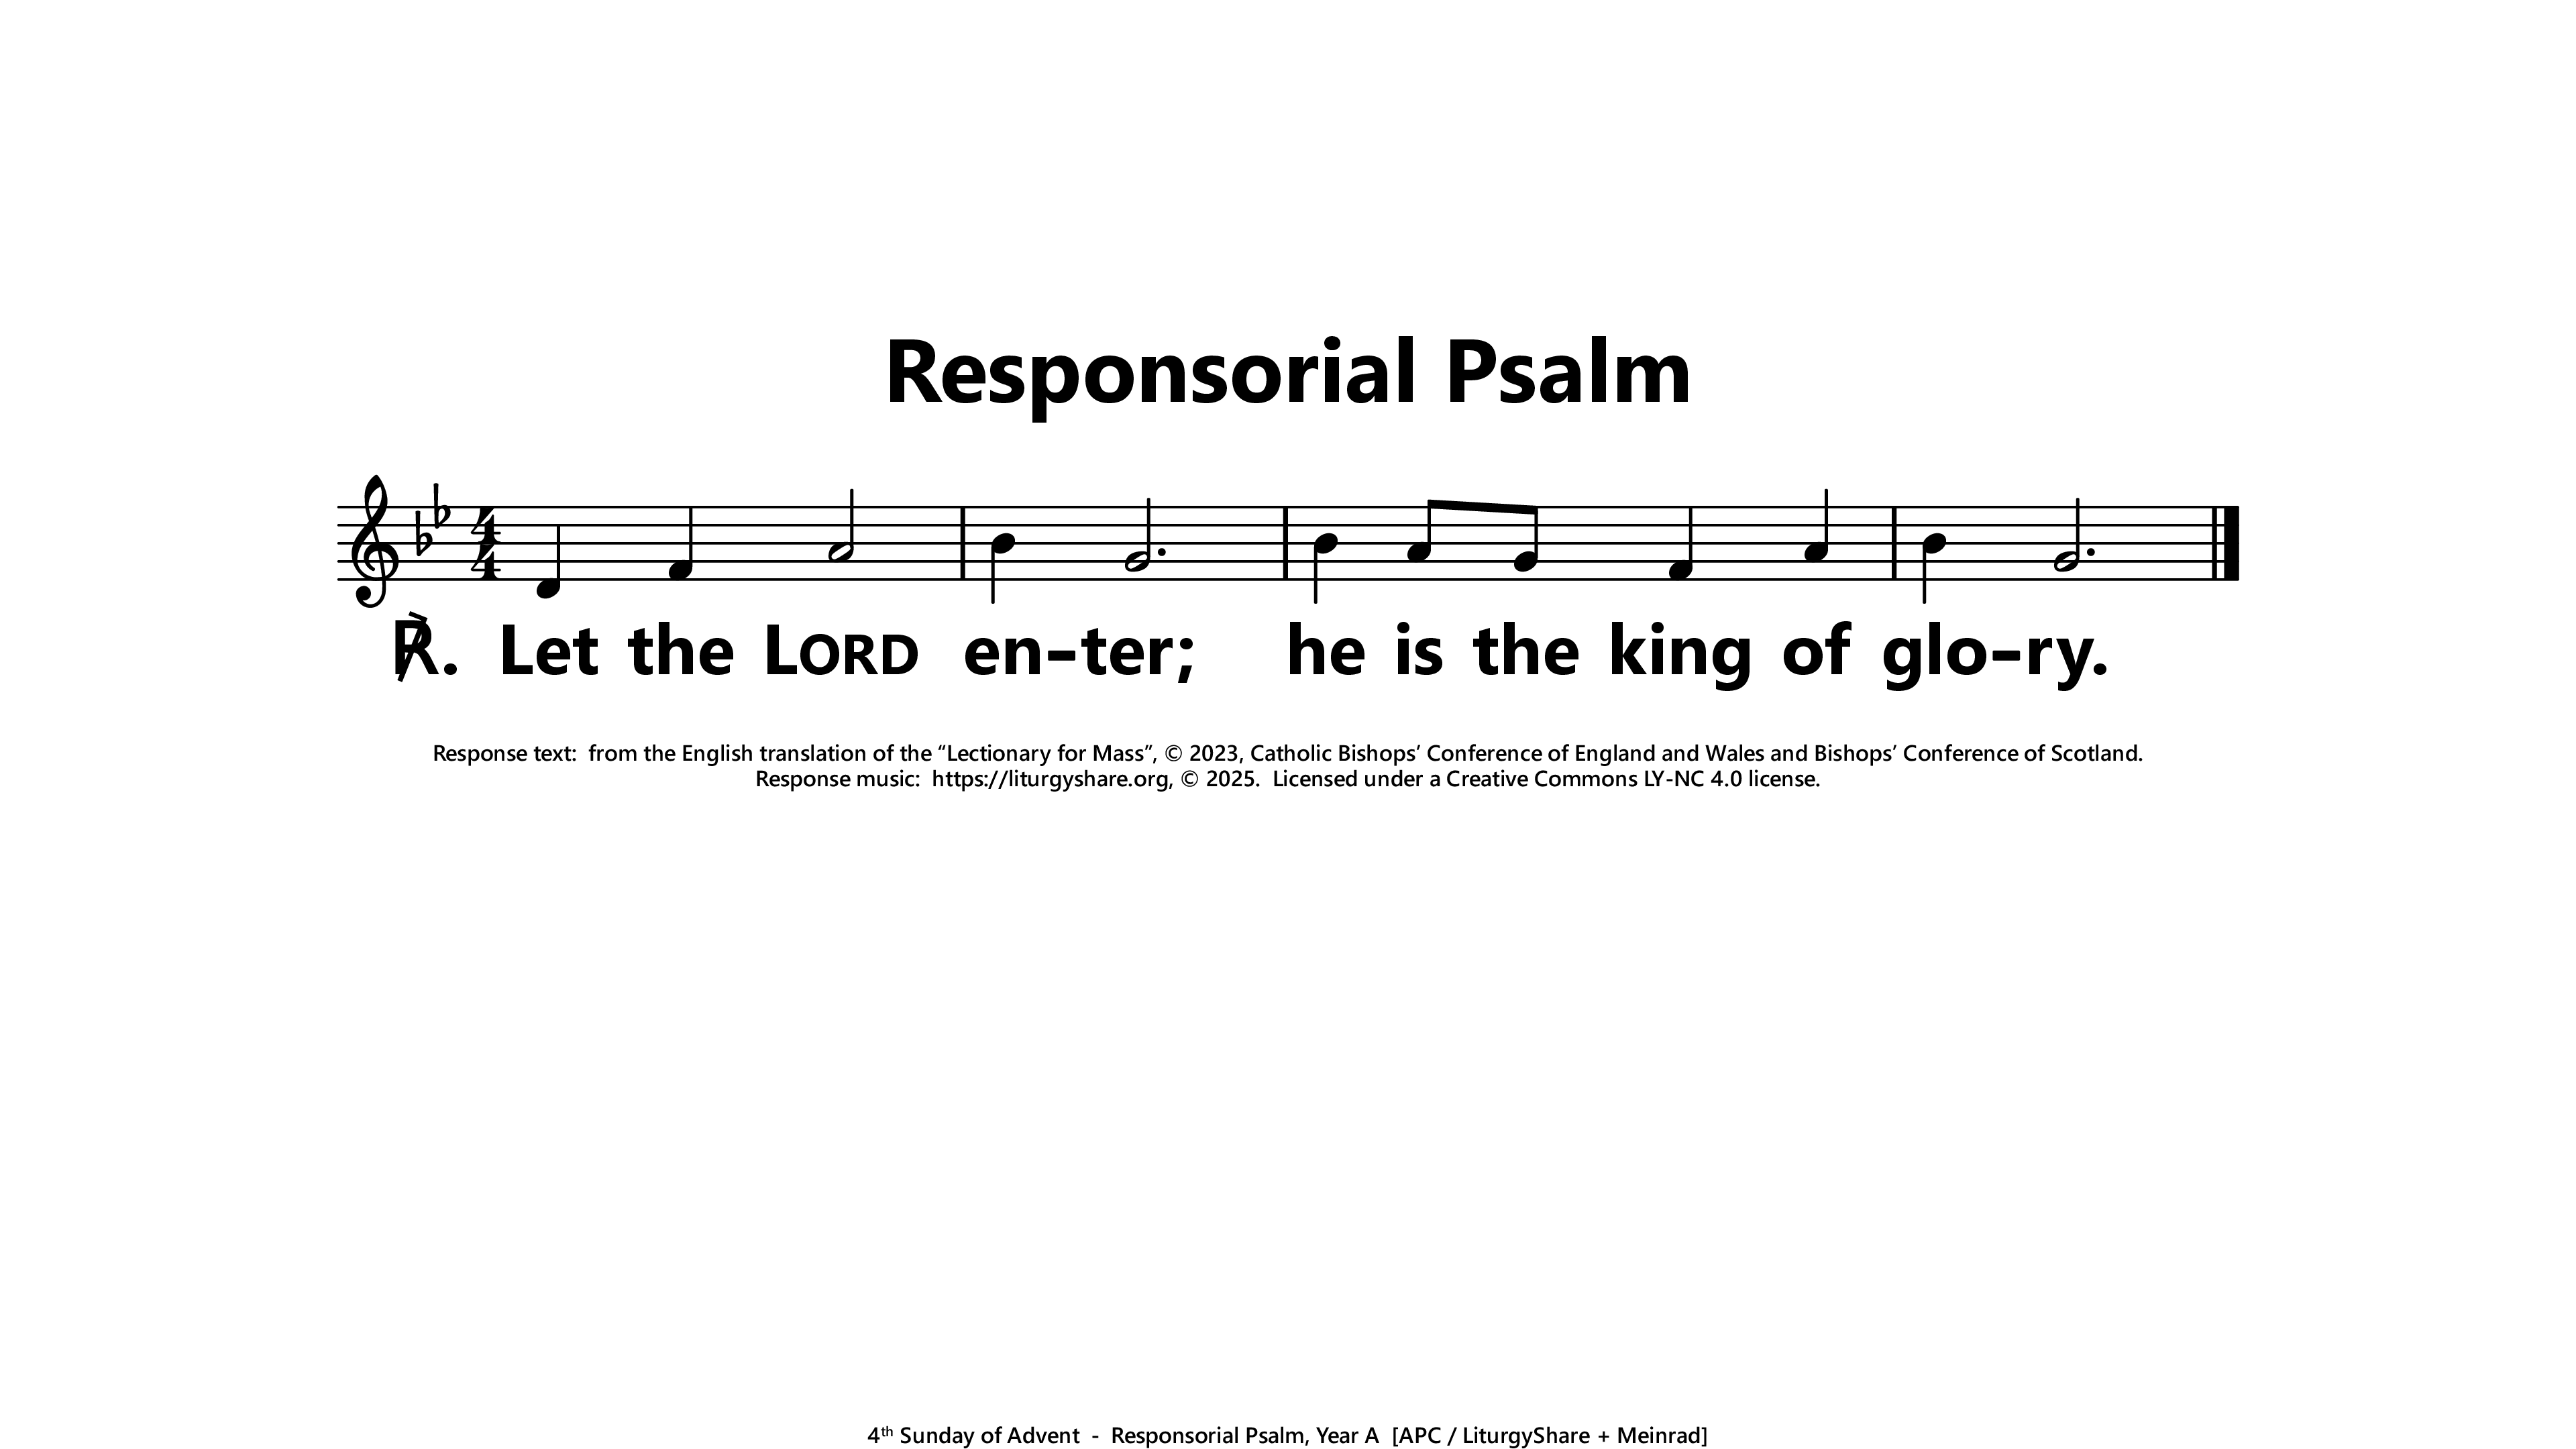 Responsorial Psalm
4
4
℟. Let the LORD en-ter; he is the king of glo-ry.
Response text: from the English translation of the “Lectionary for Mass”, © 2023, Catholic Bishops’ Conference of England and Wales and Bishops’ Conference of Scotland.
Response music: https://liturgyshare.org, © 2025. Licensed under a Creative Commons LY-NC 4.0 license.
4th Sunday of Advent - Responsorial Psalm, Year A [APC / LiturgyShare + Meinrad]